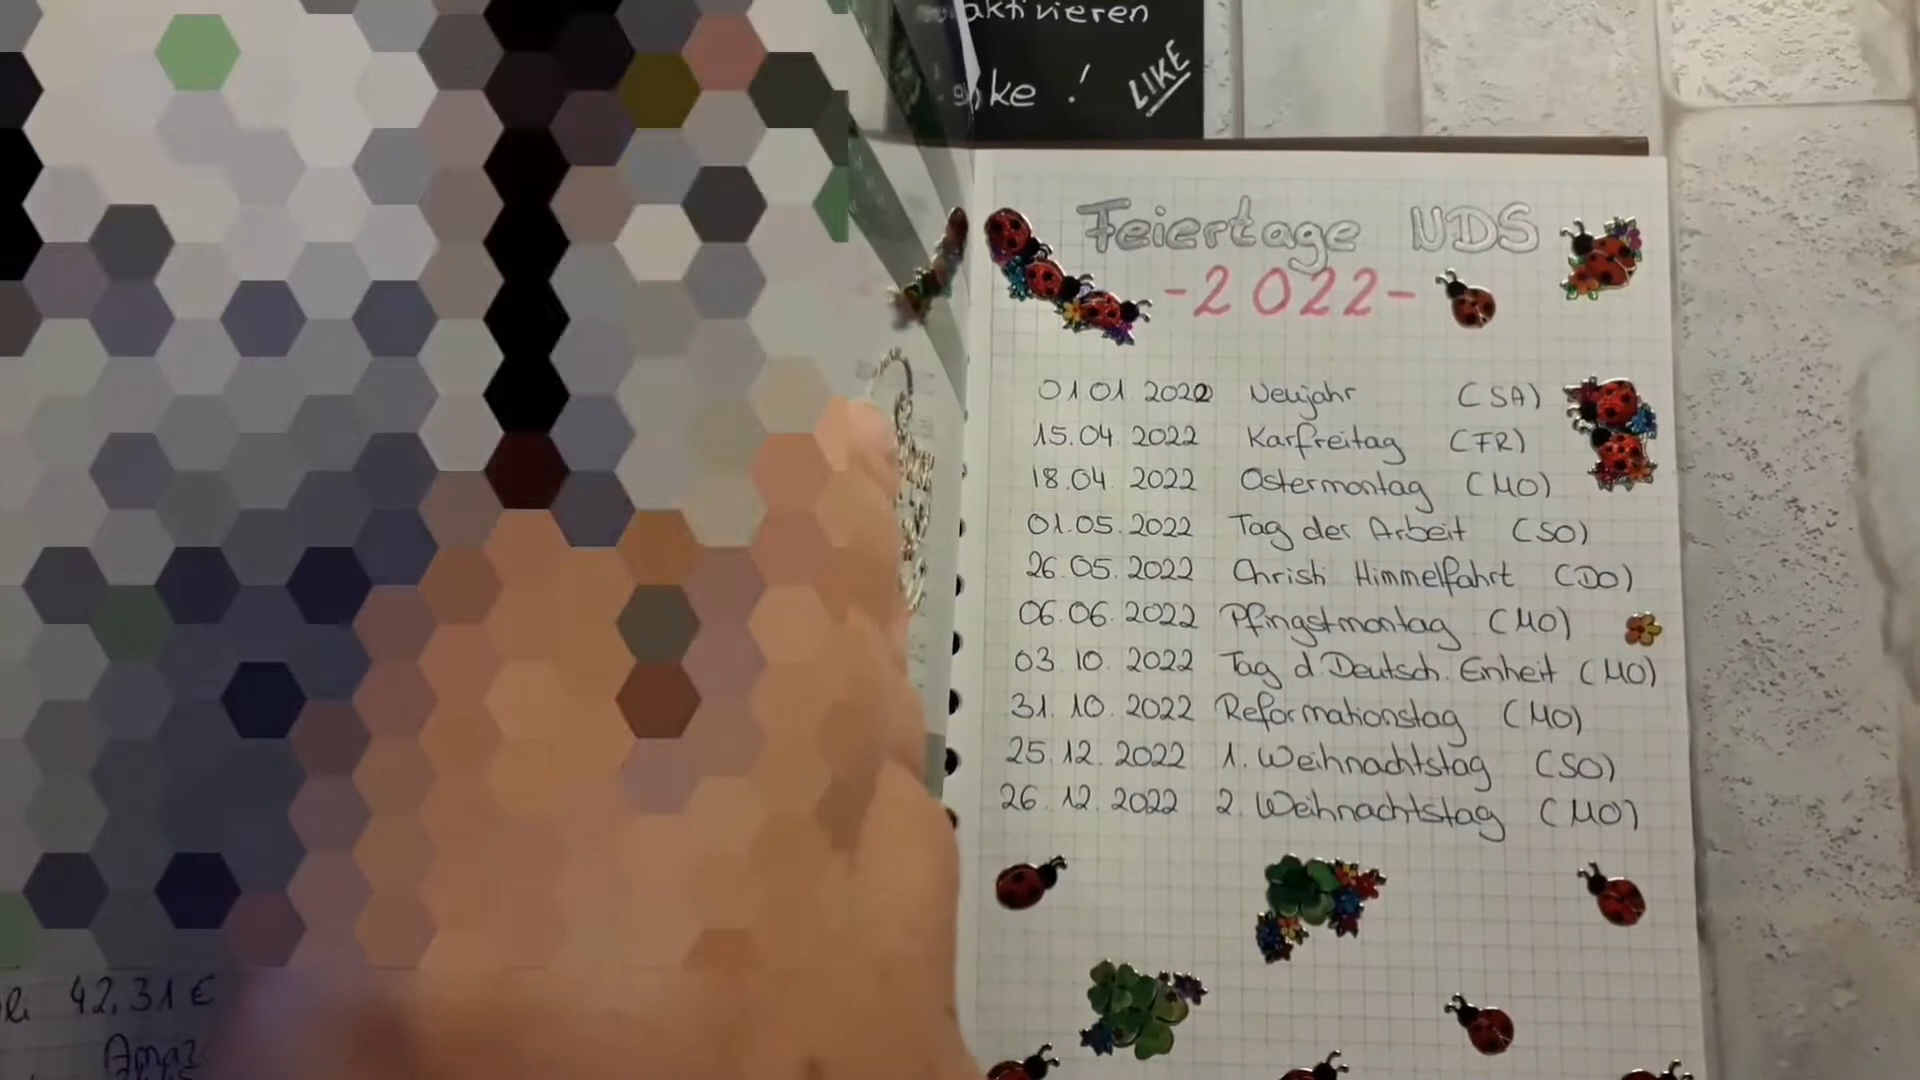 aktivieren
ke !
LIKE
Feiertage NDS
-2022-
01 01 2022 Neujahr (SA)
15.04 2022 Karfreitag (FR)
18.04. 2022 Ostermontag (MO)
01.05.2022 Tag der Arbeit (SO)
26.05.2022 Christi Himmelfahrt (DO)
06.06.2022 Pfingstmontag (MO)
03.10.2022 Tag d. Deutsch. Einheit (MO)
31.10.2022 Reformationstag (MO)
25.12.2022 1. Weihnachtstag (SO)
26.12.2022 2 Weihnachtstag (MO)
42,31 €
Amaz